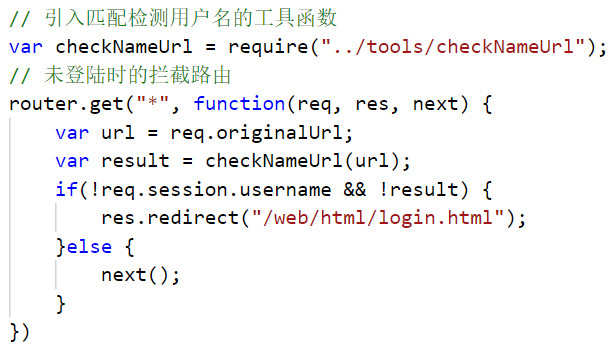 // 引入匹配检测用户名的工具函数
var checkNameUrl = require("../tools/checkNameUrl");
// 未登陆时的拦截路由
router.get("*", function(req, res, next) {
    var url = req.originalUrl;
    var result = checkNameUrl(url);
    if(!req.session.username && !result) {
        res.redirect("/web/html/login.html");
    }else {
        next();
    }
})